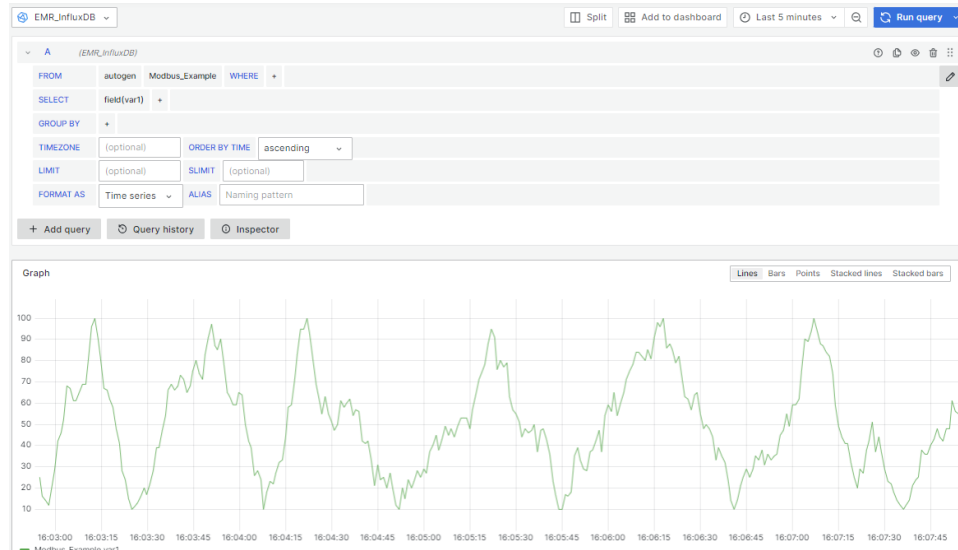 EMR_InfluxDB Split Add to dashboard Last 5 minutes Run query
A (EMR_InfluxDB)
FROM autogen Modbus_Example WHERE +
SELECT field(var1) +
GROUP BY +
TIMEZONE (optional) ORDER BY TIME ascending
LIMIT (optional) SLIMIT (optional)
FORMAT AS Time series ALIAS Naming pattern
+ Add query Query history Inspector
Graph Lines Bars Points Stacked lines Stacked bars
100
90
80
70
60
50
40
30
20
10
16:03:00 16:03:15 16:03:30 16:03:45 16:04:00 16:04:15 16:04:30 16:04:45 16:05:00 16:05:15 16:05:30 16:05:45 16:06:00 16:06:15 16:06:30 16:06:45 16:07:00 16:07:15 16:07:30 16:07:45
Modbus_Example.var1